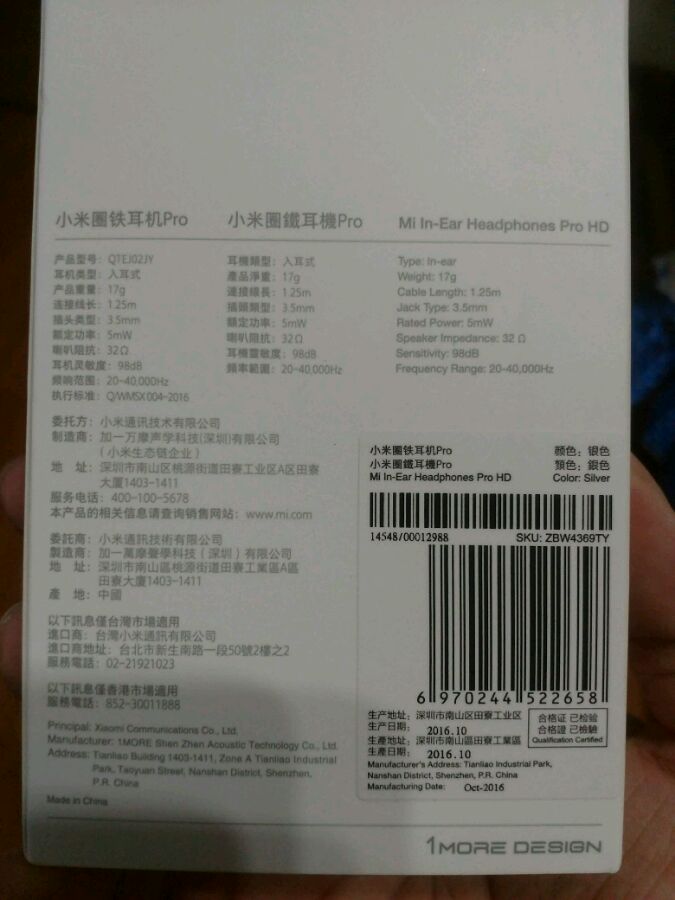 小米圈铁耳机Pro
小米圈鐵耳機Pro
Mi In-Ear Headphones Pro HD
产品型号：QTEJ02JY
耳机类型：入耳式
产品重量：17g
连接线长：1.25m
插头类型：3.5mm
额定功率：5mW
喇叭阻抗：32Ω
耳机灵敏度：98dB
频响范围：20-40,000Hz
执行标准：Q/WMSX004-2016
耳機類型：入耳式
產品淨重：17g
連接線長：1.25m
插頭類型：3.5mm
額定功率：5mW
喇叭阻抗：32Ω
耳機靈敏度：98dB
頻率範圍：20-40,000Hz
Type: In-ear
Weight: 17g
Cable Length: 1.25m
Jack Type: 3.5mm
Rated Power: 5mW
Speaker Impedance: 32 Ω
Sensitivity: 98dB
Frequency Range: 20-40,000Hz
委托方：小米通讯技术有限公司
制造商：加一万摩声学科技(深圳)有限公司
（小米生态链企业）
地 址：深圳市南山区桃源街道田寮工业区A区田寮
大厦1403-1411
服务电话：400-100-5678
本产品的相关信息请查询销售网站：www.mi.com
委託商：小米通訊技術有限公司
製造商：加一萬摩聲學科技（深圳）有限公司
地 址：深圳市南山區桃源街道田寮工業區A區
田寮大廈1403-1411
產 地：中國
以下訊息僅台灣市場適用
進口商：台灣小米通訊有限公司
進口商地址：台北市新生南路一段50號2樓之2
服務電話：02-21921023
以下訊息僅香港市場適用
服務電話：852-30011888
Principal: Xiaomi Communications Co., Ltd.
Manufacturer: 1MORE Shen Zhen Acoustic Technology Co., Ltd.
Address: Tianliao Building 1403-1411, Zone A Tianliao Industrial
Park, Taoyuan Street, Nanshan District, Shenzhen,
P.R. China
Made in China
小米圈铁耳机Pro
颜色：银色
小米圈鐵耳機Pro
顏色：銀色
Mi In-Ear Headphones Pro HD
Color: Silver
14548/00012988
SKU: ZBW4369TY
6 970244 522658
生产地址：深圳市南山区田寮工业区
生产日期：2016.10
生產地址：深圳市南山區田寮工業區
生產日期：2016.10
合格证 已检验
合格證 已檢驗
Qualification Certified
Manufacturer's Address: Tianliao Industrial Park,
Nanshan District, Shenzhen, P.R. China
Manufacturing Date: Oct-2016
1MORE DESIGN